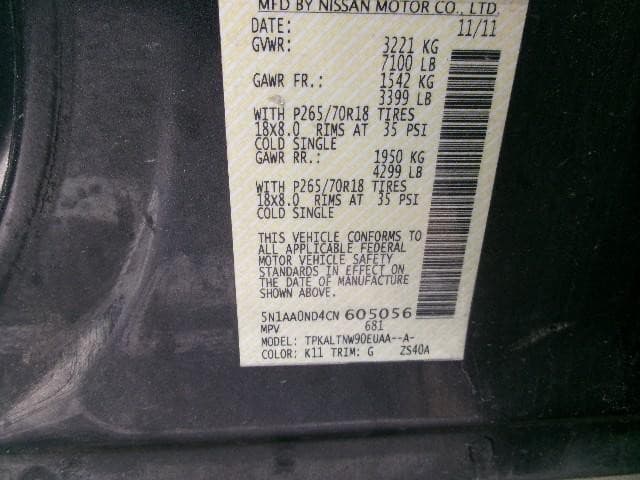 MFD BY NISSAN MOTOR CO., LTD.
DATE: 11/11
GVWR: 3221 KG
7100 LB
GAWR FR.: 1542 KG
3399 LB
WITH P265/70R18 TIRES
18X8.0 RIMS AT 35 PSI
COLD SINGLE
GAWR RR.: 1950 KG
4299 LB
WITH P265/70R18 TIRES
18X8.0 RIMS AT 35 PSI
COLD SINGLE
THIS VEHICLE CONFORMS TO
ALL APPLICABLE FEDERAL
MOTOR VEHICLE SAFETY
STANDARDS IN EFFECT ON
THE DATE OF MANUFACTURE
SHOWN ABOVE.
5N1AA0ND4CN 605056
MPV 681
MODEL: TPKALTNW90EUAA--A-
COLOR: K11 TRIM: G ZS40A